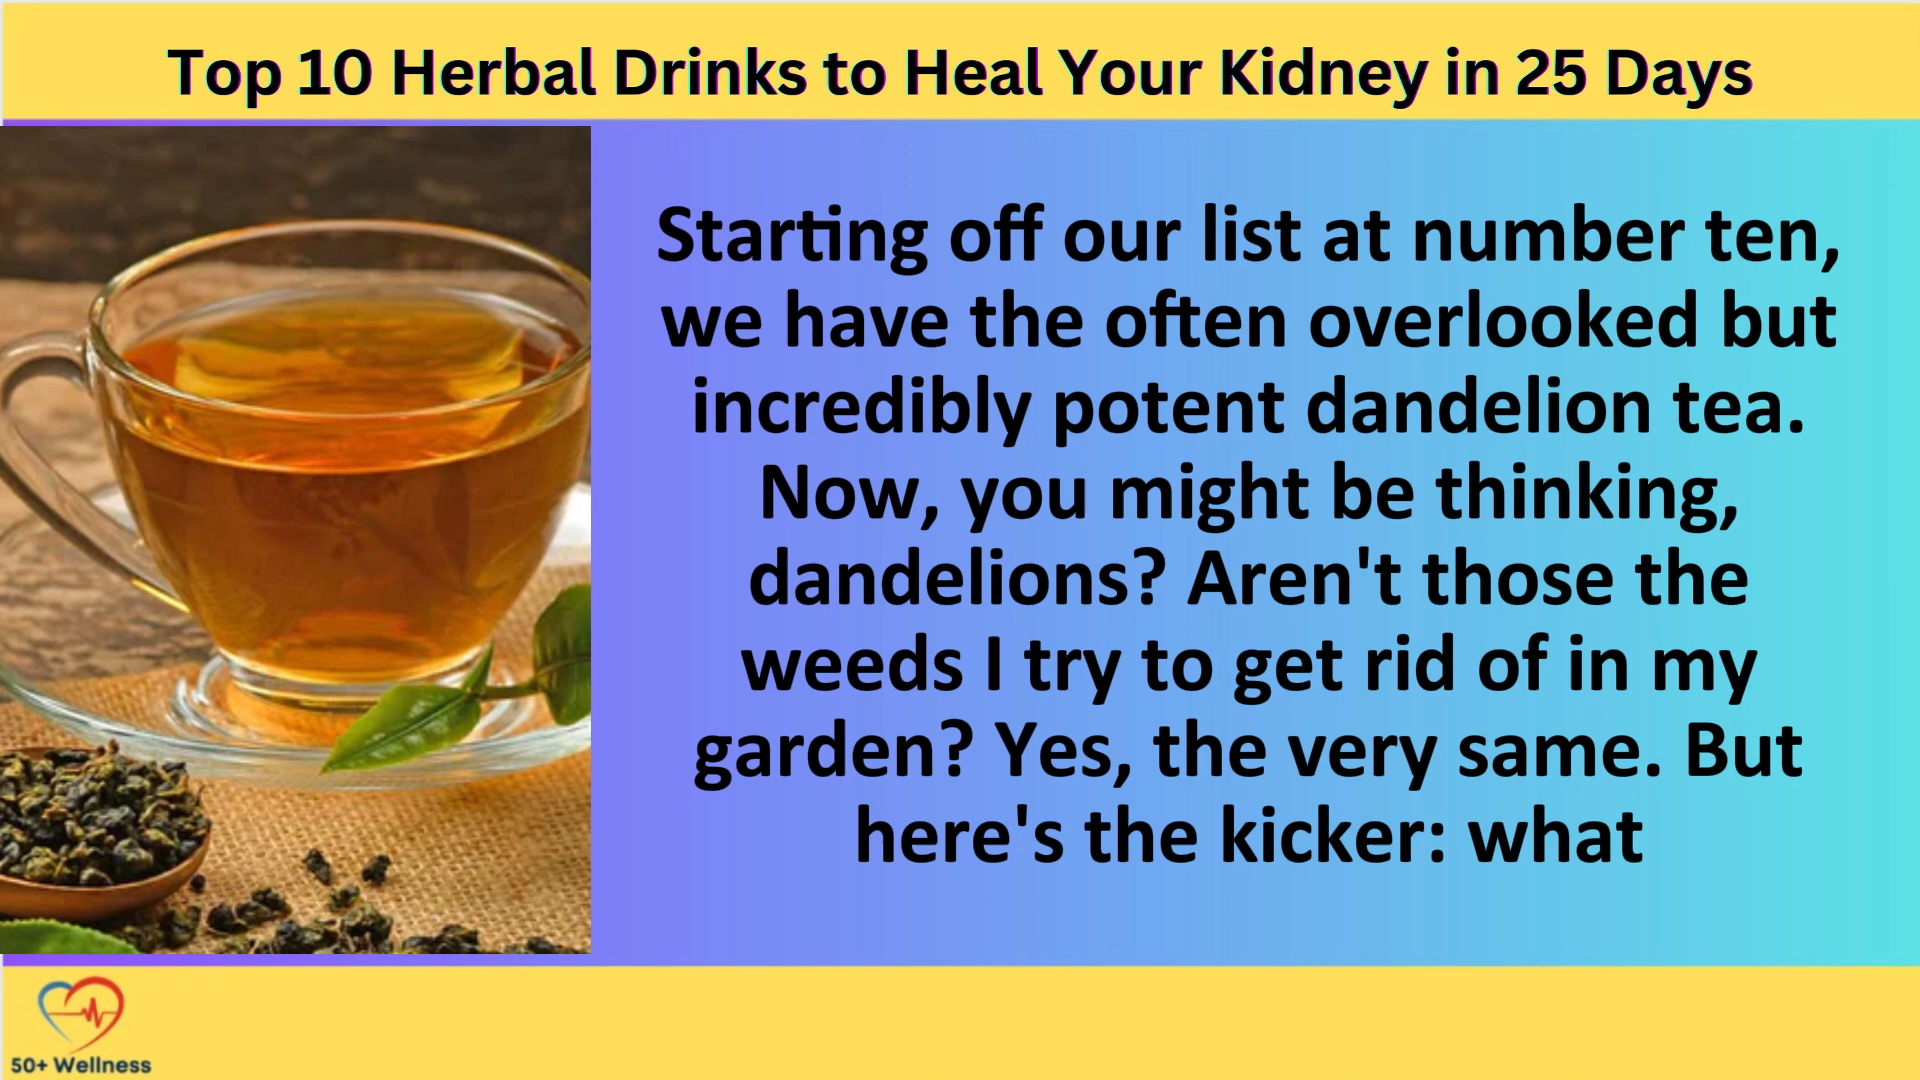 Top 10 Herbal Drinks to Heal Your Kidney in 25 Days
Starting off our list at number ten,
we have the often overlooked but
incredibly potent dandelion tea.
Now, you might be thinking,
dandelions? Aren't those the
weeds I try to get rid of in my
garden? Yes, the very same. But
here's the kicker: what
50+ Wellness